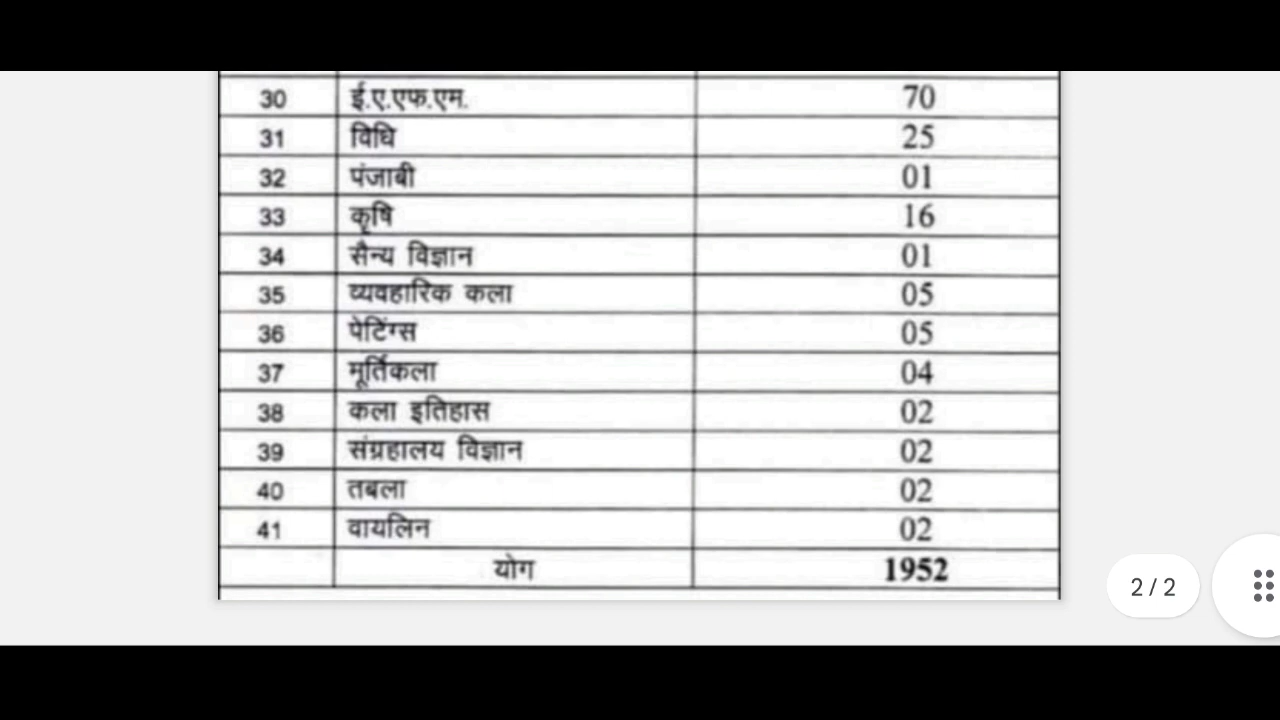 30 ई.ए.एफ.एम. 70
31 विधि 25
32 पंजाबी 01
33 कृषि 16
34 सैन्य विज्ञान 01
35 व्यवहारिक कला 05
36 पेटिंग्स 05
37 मूर्तिकला 04
38 कला इतिहास 02
39 संग्रहालय विज्ञान 02
40 तबला 02
41 वायलिन 02
योग 1952
2 / 2